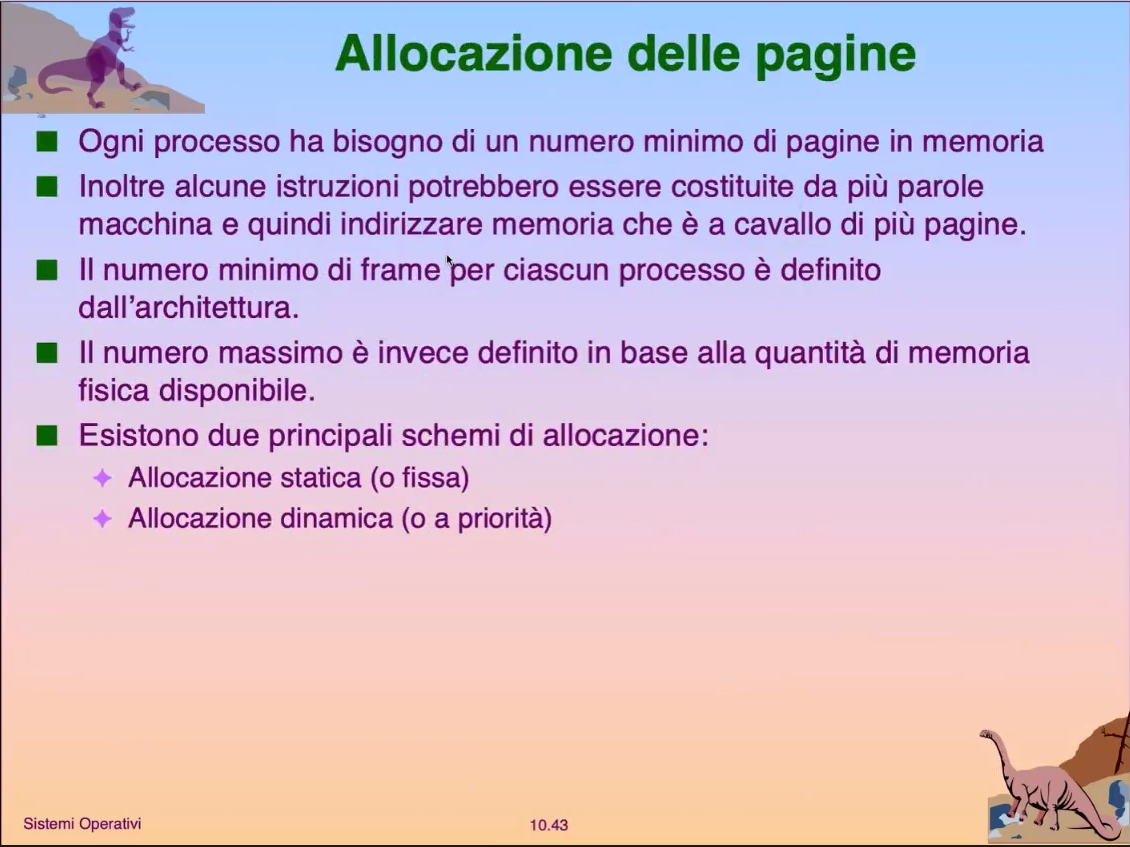 Allocazione delle pagine
Ogni processo ha bisogno di un numero minimo di pagine in memoria
Inoltre alcune istruzioni potrebbero essere costituite da più parole
macchina e quindi indirizzare memoria che è a cavallo di più pagine.
Il numero minimo di frame per ciascun processo è definito
dall'architettura.
Il numero massimo è invece definito in base alla quantità di memoria
fisica disponibile.
Esistono due principali schemi di allocazione:
Allocazione statica (o fissa)
Allocazione dinamica (o a priorità)
Sistemi Operativi
10.43